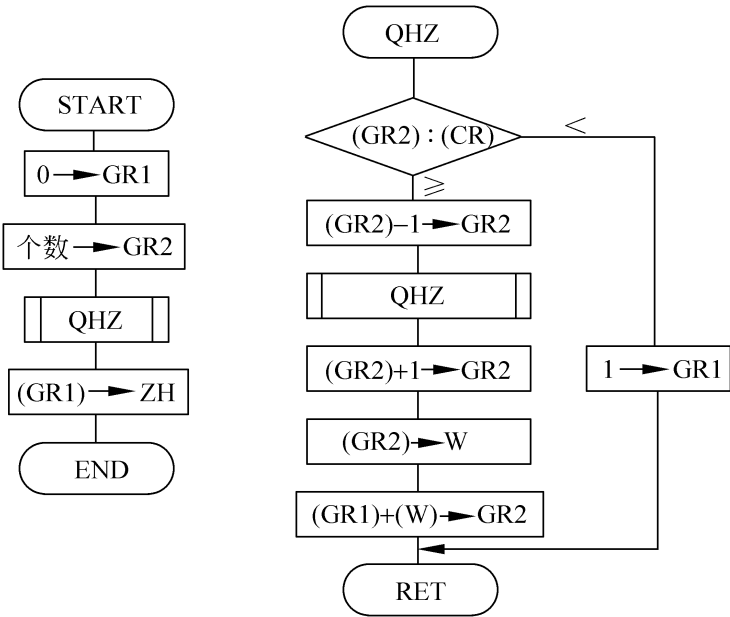 START
0→GR1
个数→GR2
QHZ
(GR1)→ZH
END
QHZ
(GR2):(CR)
<
≥
(GR2)–1→GR2
QHZ
(GR2)+1→GR2
1→GR1
(GR2)→W
(GR1)+(W)→GR2
RET